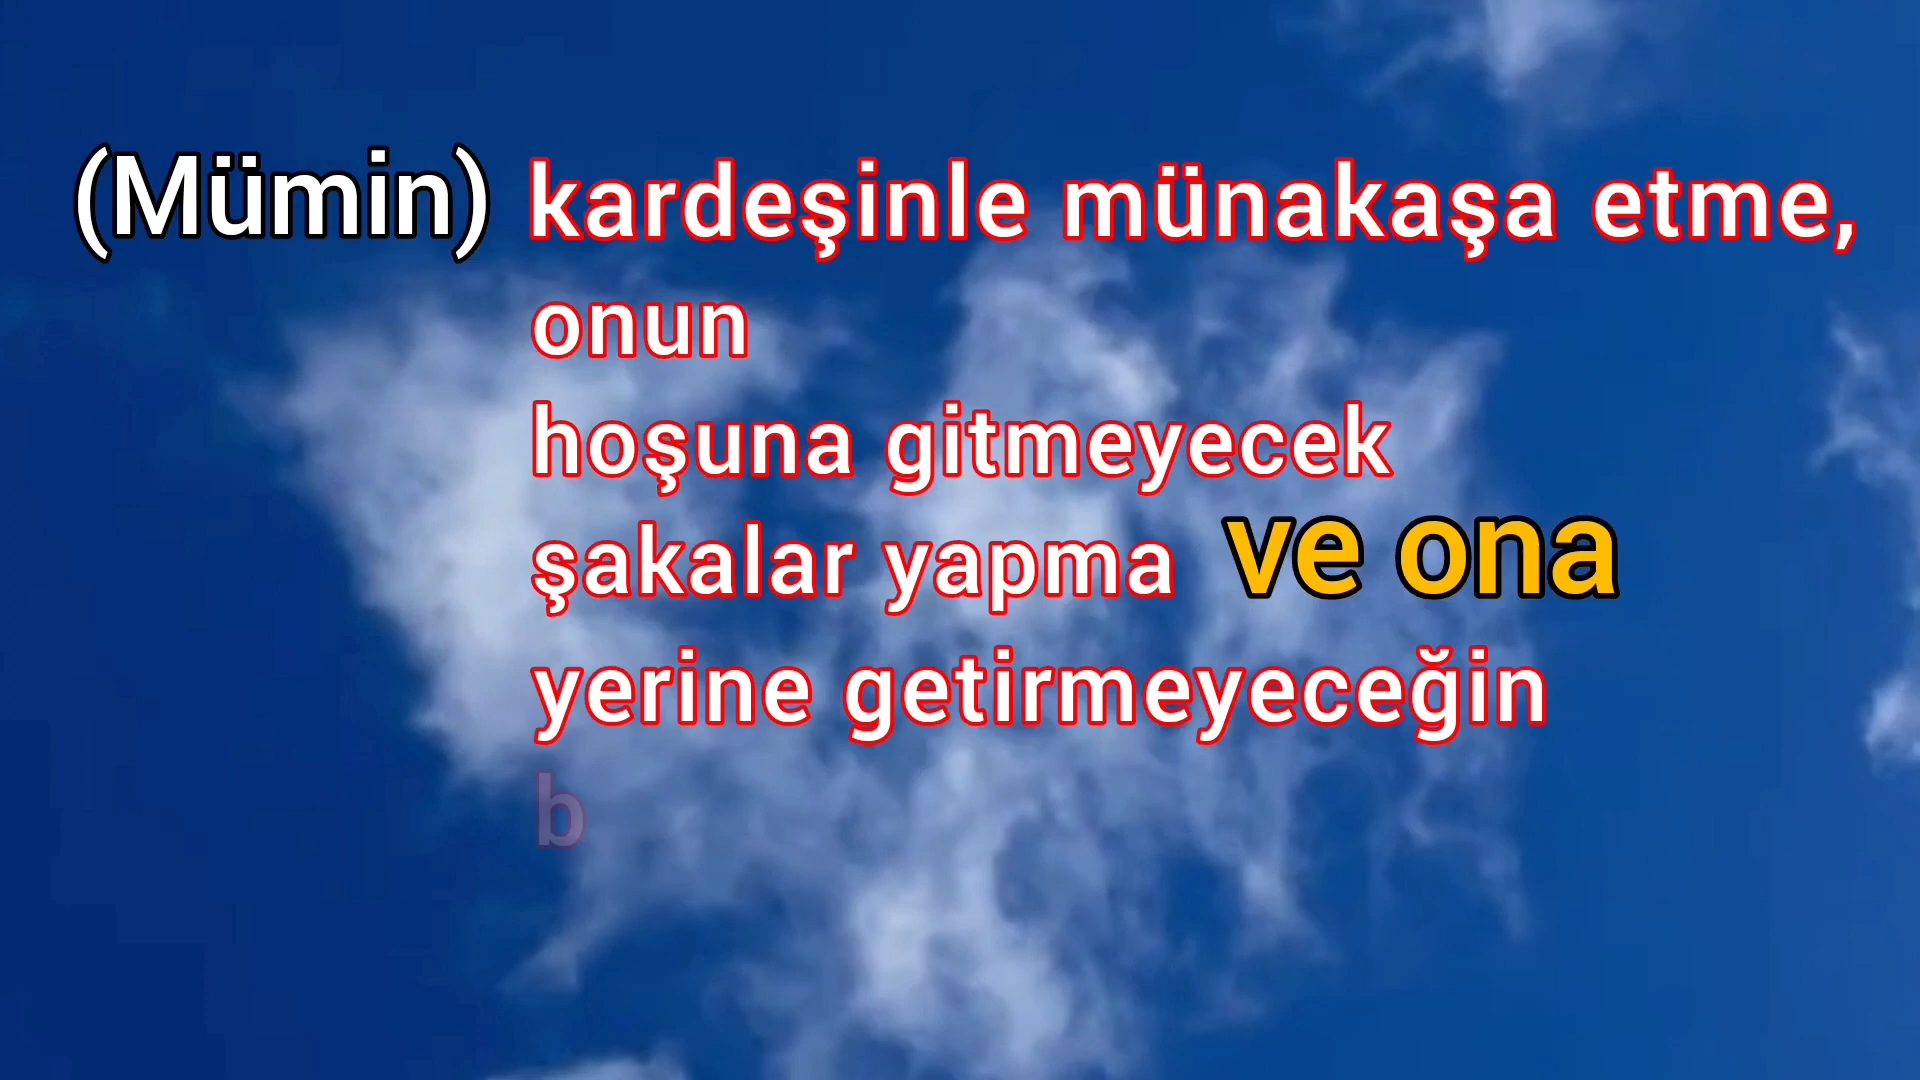 (Mümin) kardeşinle münakaşa etme,
onun
hoşuna gitmeyecek
şakalar yapma ve ona
yerine getirmeyeceğin
b